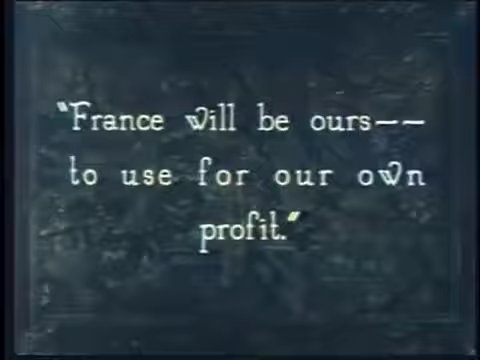 "France will be ours--
to use for our own
profit."